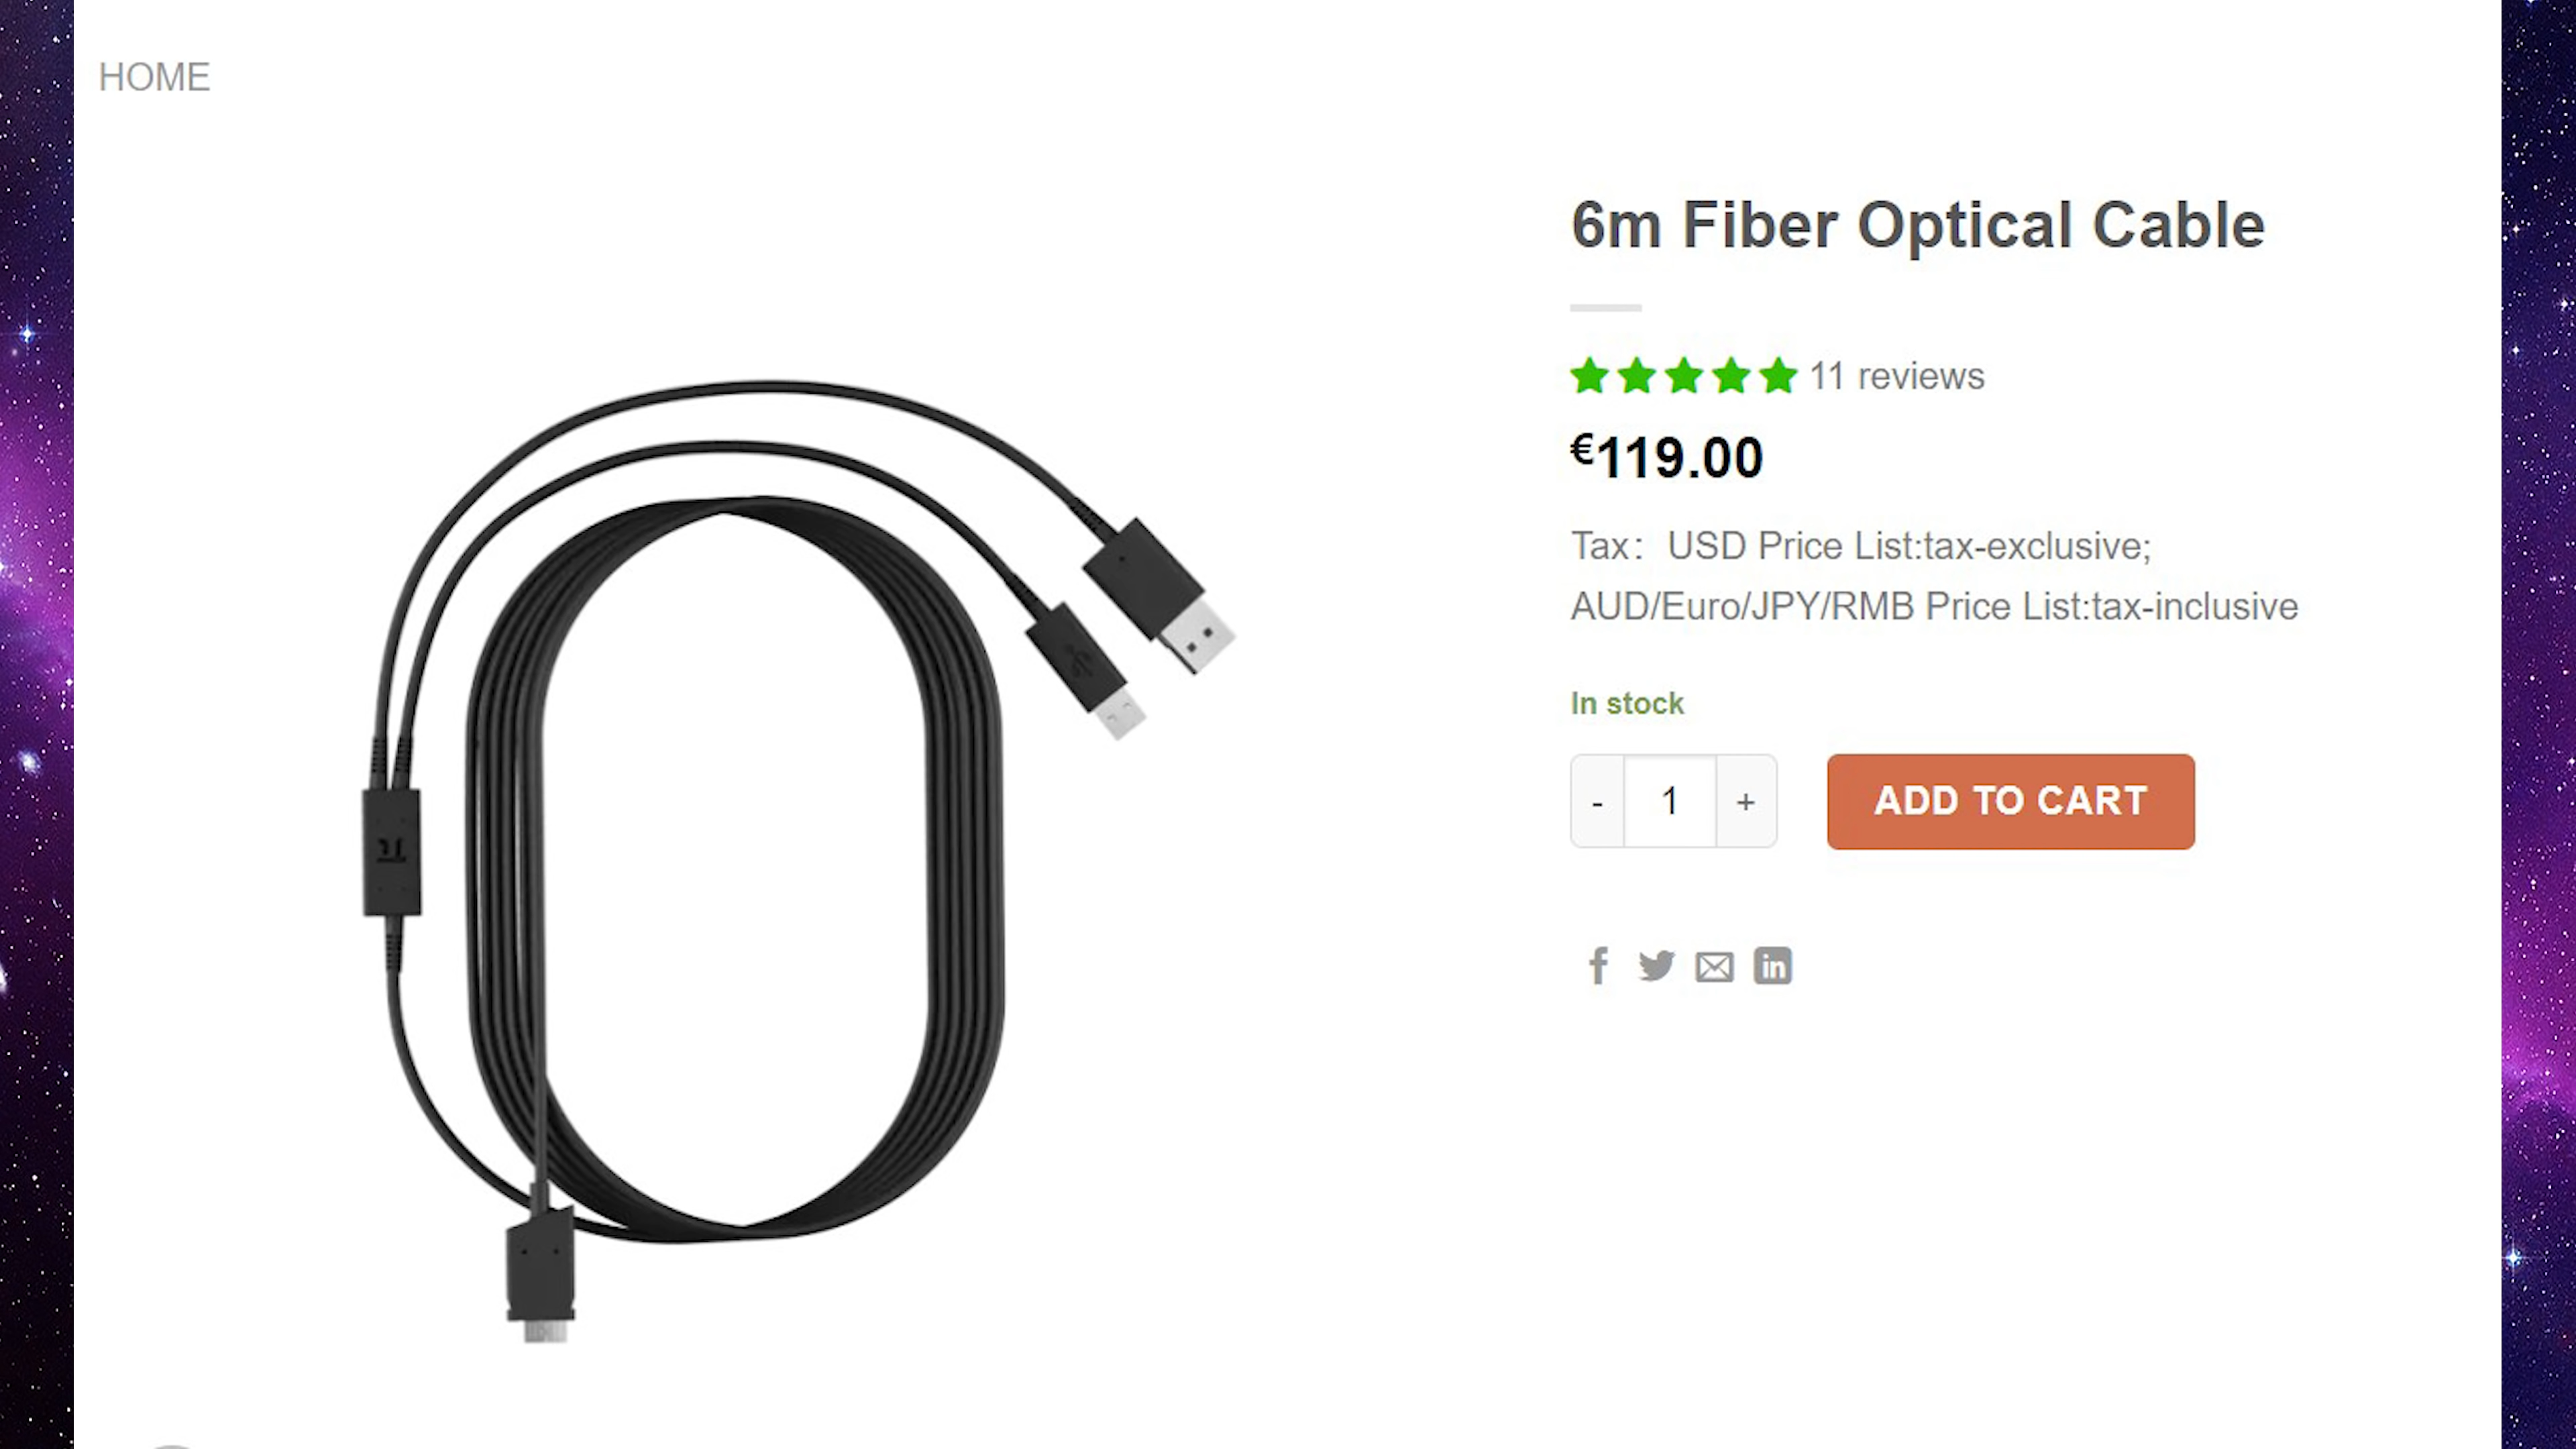 HOME
6m Fiber Optical Cable
11 reviews
€119.00
Tax：USD Price List:tax-exclusive;
AUD/Euro/JPY/RMB Price List:tax-inclusive
In stock
- 1 + ADD TO CART